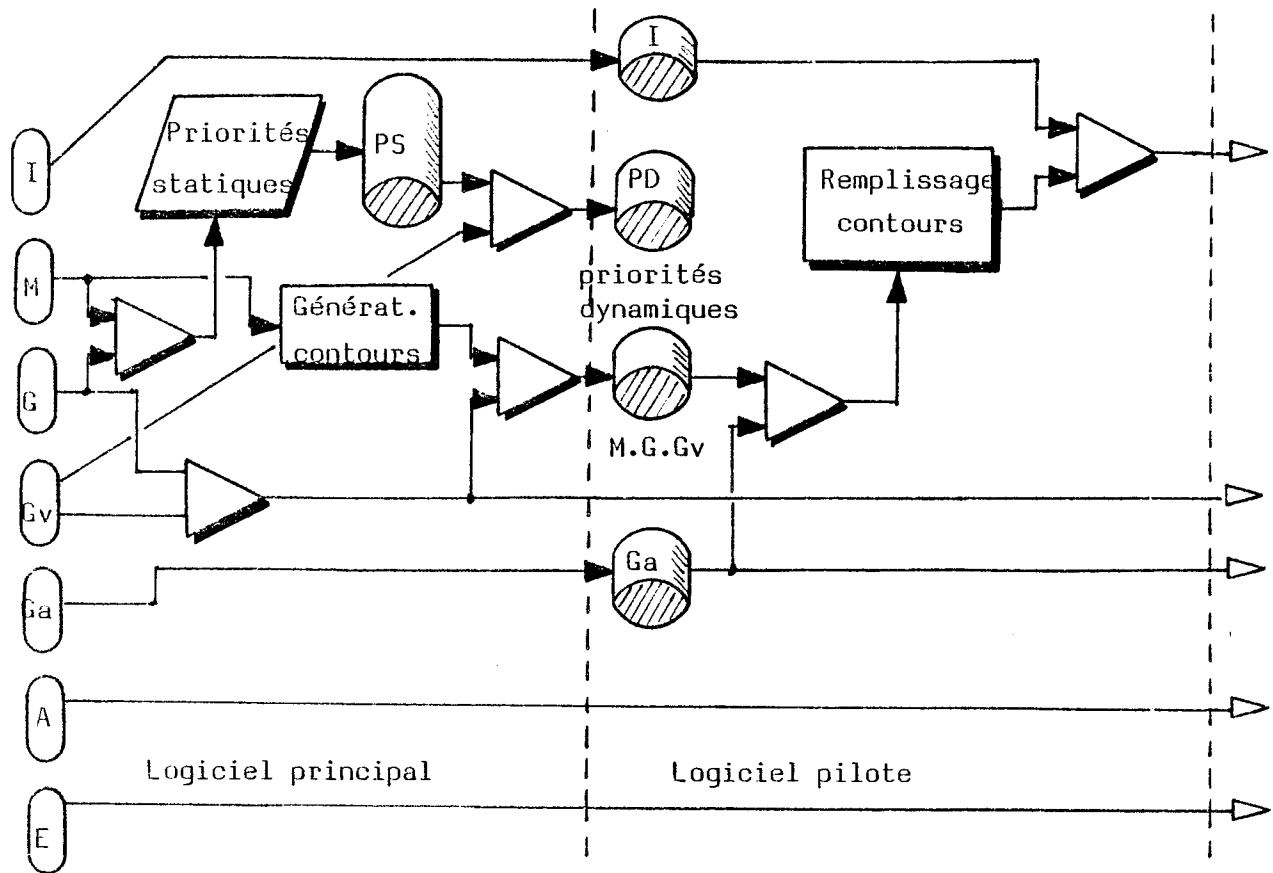 I
Priorités
statiques
PS
I
PD
priorités
dynamiques
Remplissage
contours
M
Générat.
contours
G
M.G.Gv
Gv
Ga
Ga
A
Logiciel principal
Logiciel pilote
E